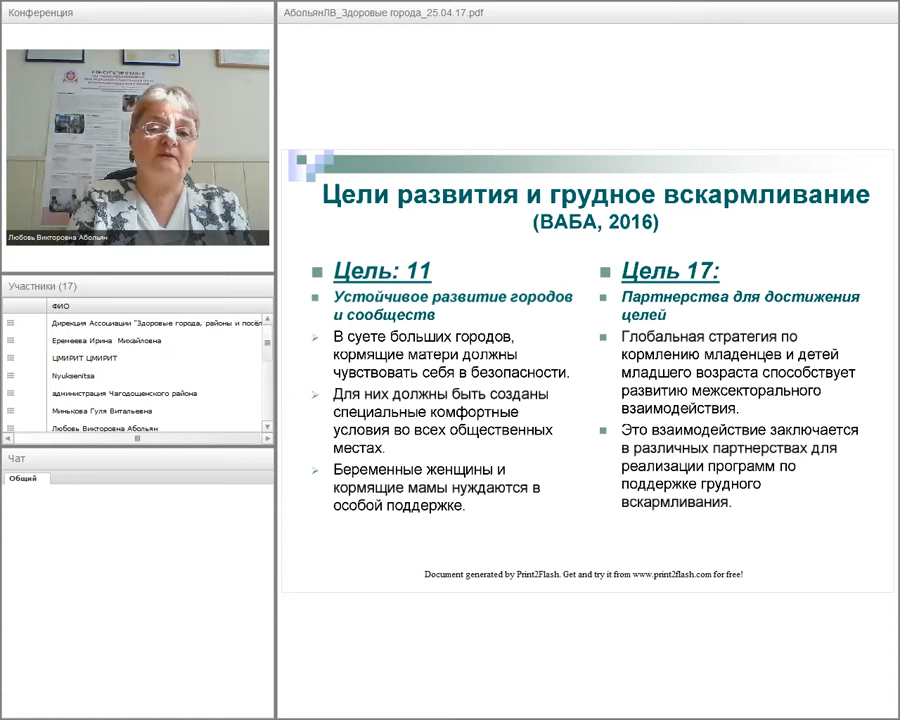 Конференция
АбольянЛВ_Здоровые города_25.04.17.pdf
КОНСУЛЬТИРОВАНИЕ
Любовь Викторовна Абольян
Участники (17)
ФИО
Дирекция Ассоциации "Здоровые города, районы и посёл
Еремеева Ирина Михайловна
ЦМИРИТ ЦМИРИТ
Nyuksenitsa
администрация Чагодощенского района
Минькова Гуля Витальевна
Любовь Викторовна Абольян
Чат
Общий
Цели развития и грудное вскармливание
(ВАБА, 2016)
Цель: 11
Устойчивое развитие городов
и сообществ
В суете больших городов,
кормящие матери должны
чувствовать себя в безопасности.
Для них должны быть созданы
специальные комфортные
условия во всех общественных
местах.
Беременные женщины и
кормящие мамы нуждаются в
особой поддержке.
Цель 17:
Партнерства для достижения
целей
Глобальная стратегия по
кормлению младенцев и детей
младшего возраста способствует
развитию межсекторального
взаимодействия.
Это взаимодействие заключается
в различных партнерствах для
реализации программ по
поддержке грудного
вскармливания.
Document generated by Print2Flash. Get and try it from www.print2flash.com for free!